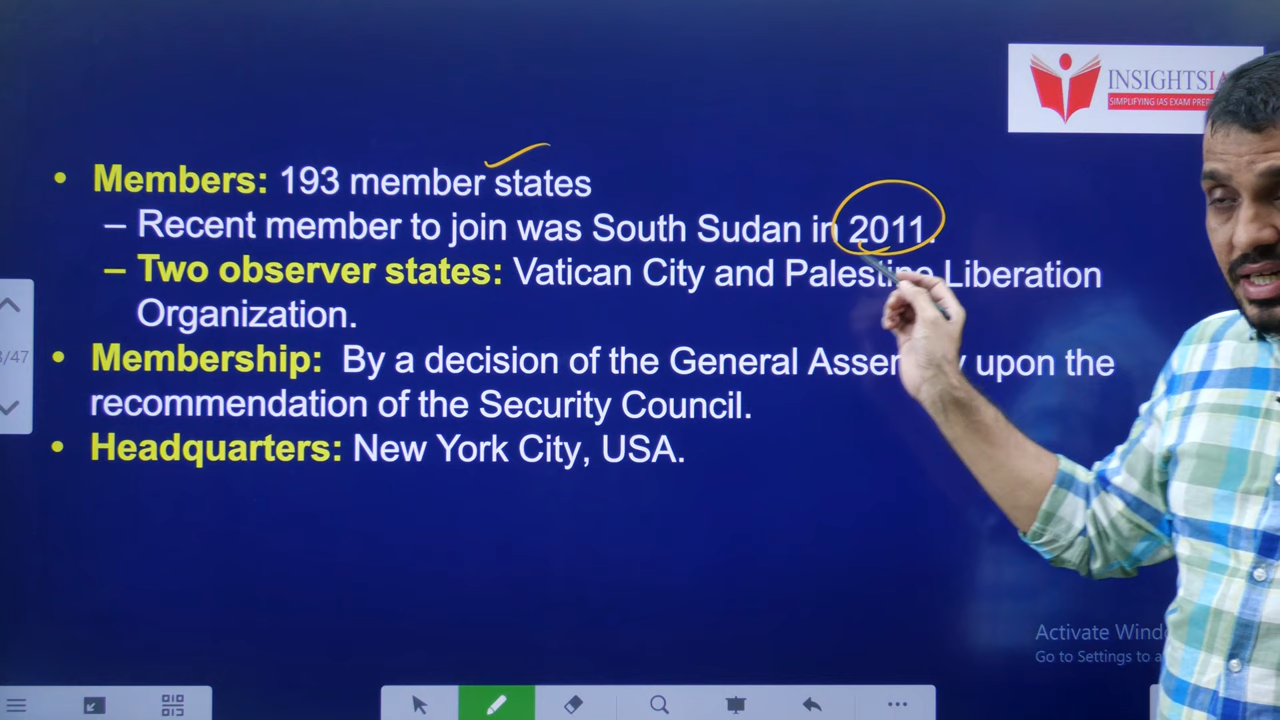 INSIGHTSIA
SIMPLIFYING IAS EXAM PREP
• Members: 193 member states
– Recent member to join was South Sudan in 2011.
– Two observer states: Vatican City and Palestine Liberation
Organization.
/47
• Membership: By a decision of the General Assembly upon the
recommendation of the Security Council.
• Headquarters: New York City, USA.
Activate Wind
Go to Settings to a